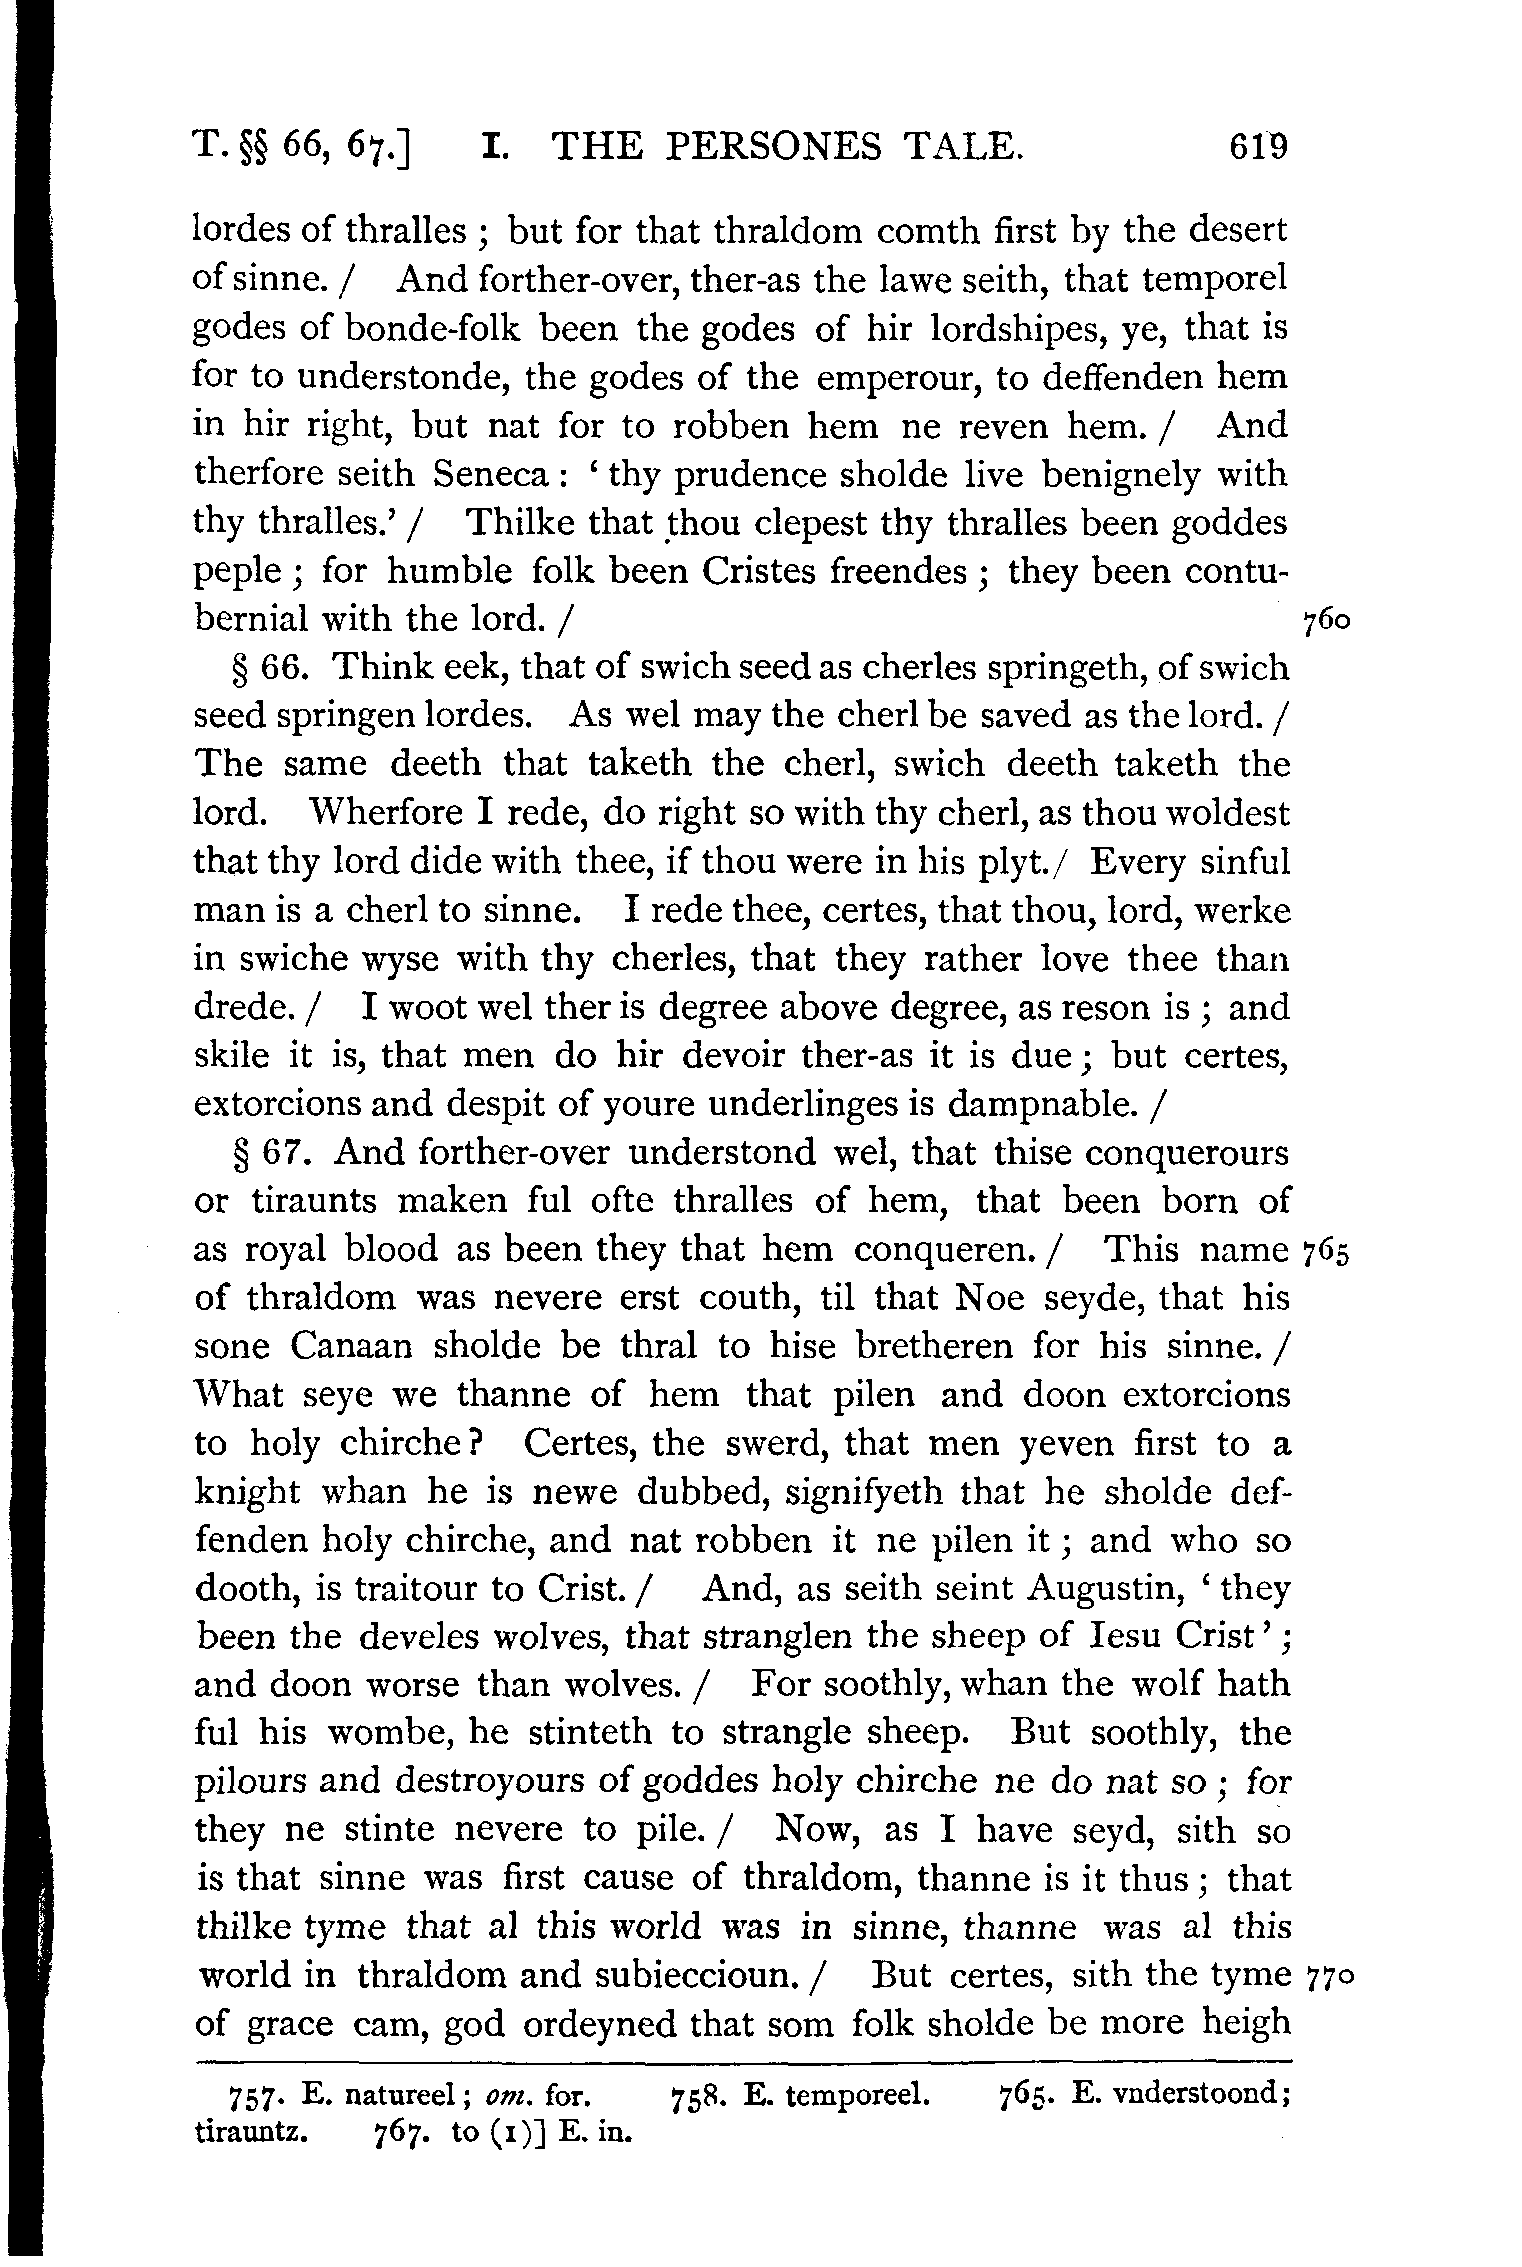 T. §§ 66, 67.] I. THE PERSONES TALE. 619
lordes of thralles ; but for that thraldom comth first by the desert
of sinne. / And forther-over, ther-as the lawe seith, that temporel
godes of bonde-folk been the godes of hir lordshipes, ye, that is
for to understonde, the godes of the emperour, to deffenden hem
in hir right, but nat for to robben hem ne reven hem. / And
therfore seith Seneca : ‘ thy prudence sholde live benignely with
thy thralles.’ / Thilke that thou clepest thy thralles been goddes
peple ; for humble folk been Cristes freendes ; they been contu-
bernial with the lord. / 760
§ 66. Think eek, that of swich seed as cherles springeth, of swich
seed springen lordes. As wel may the cherl be saved as the lord. /
The same deeth that taketh the cherl, swich deeth taketh the
lord. Wherfore I rede, do right so with thy cherl, as thou woldest
that thy lord dide with thee, if thou were in his plyt. / Every sinful
man is a cherl to sinne. I rede thee, certes, that thou, lord, werke
in swiche wyse with thy cherles, that they rather love thee than
drede. / I woot wel ther is degree above degree, as reson is ; and
skile it is, that men do hir devoir ther-as it is due ; but certes,
extorcions and despit of youre underlinges is dampnable. /
§ 67. And forther-over understond wel, that thise conquerours
or tiraunts maken ful ofte thralles of hem, that been born of
as royal blood as been they that hem conqueren. / This name 765
of thraldom was nevere erst couth, til that Noe seyde, that his
sone Canaan sholde be thral to hise bretheren for his sinne. /
What seye we thanne of hem that pilen and doon extorcions
to holy chirche ? Certes, the swerd, that men yeven first to a
knight whan he is newe dubbed, signifyeth that he sholde def-
fenden holy chirche, and nat robben it ne pilen it ; and who so
dooth, is traitour to Crist. / And, as seith seint Augustin, ‘ they
been the develes wolves, that stranglen the sheep of Iesu Crist ’ ;
and doon worse than wolves. / For soothly, whan the wolf hath
ful his wombe, he stinteth to strangle sheep. But soothly, the
pilours and destroyours of goddes holy chirche ne do nat so ; for
they ne stinte nevere to pile. / Now, as I have seyd, sith so
is that sinne was first cause of thraldom, thanne is it thus ; that
thilke tyme that al this world was in sinne, thanne was al this
world in thraldom and subieccioun. / But certes, sith the tyme 770
of grace cam, god ordeyned that som folk sholde be more heigh
757. E. natureel ; om. for. 758. E. temporeel. 765. E. vnderstoond;
tirauntz. 767. to (1)] E. in.